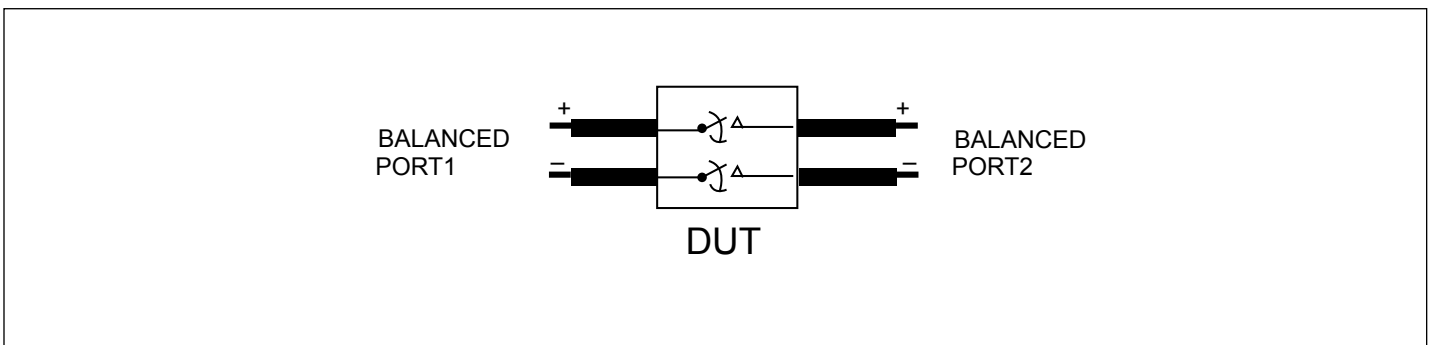 + +
BALANCED BALANCED
PORT1 – – PORT2
DUT